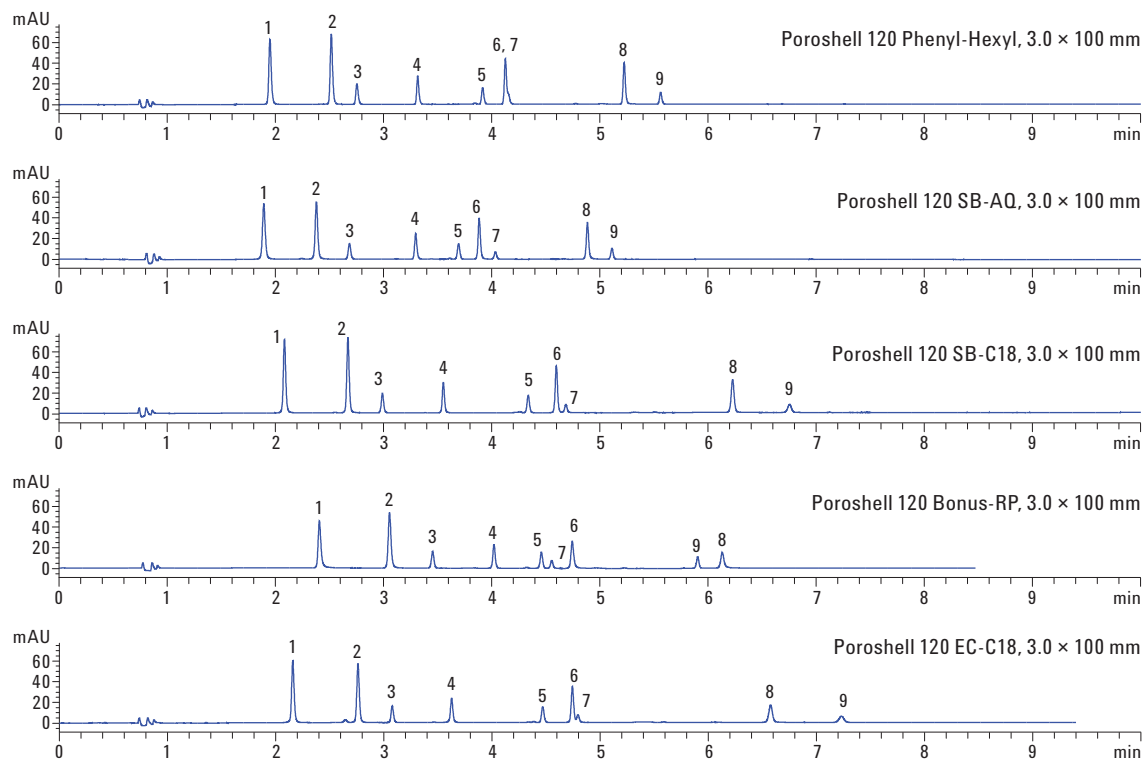 mAU
Poroshell 120 Phenyl-Hexyl, 3.0 × 100 mm
1 2 3 4 5 6, 7 8 9
60
40
20
0
0 1 2 3 4 5 6 7 8 9 min
mAU
Poroshell 120 SB-AQ, 3.0 × 100 mm
1 2 3 4 5 6 7 8 9
60
40
20
0
0 1 2 3 4 5 6 7 8 9 min
mAU
Poroshell 120 SB-C18, 3.0 × 100 mm
1 2 3 4 5 6 7 8 9
60
40
20
0
0 1 2 3 4 5 6 7 8 9 min
mAU
Poroshell 120 Bonus-RP, 3.0 × 100 mm
1 2 3 4 5 7 6 9 8
60
40
20
0
0 1 2 3 4 5 6 7 8 9 min
mAU
Poroshell 120 EC-C18, 3.0 × 100 mm
1 2 3 4 5 6 7 8 9
60
40
20
0
0 1 2 3 4 5 6 7 8 9 min